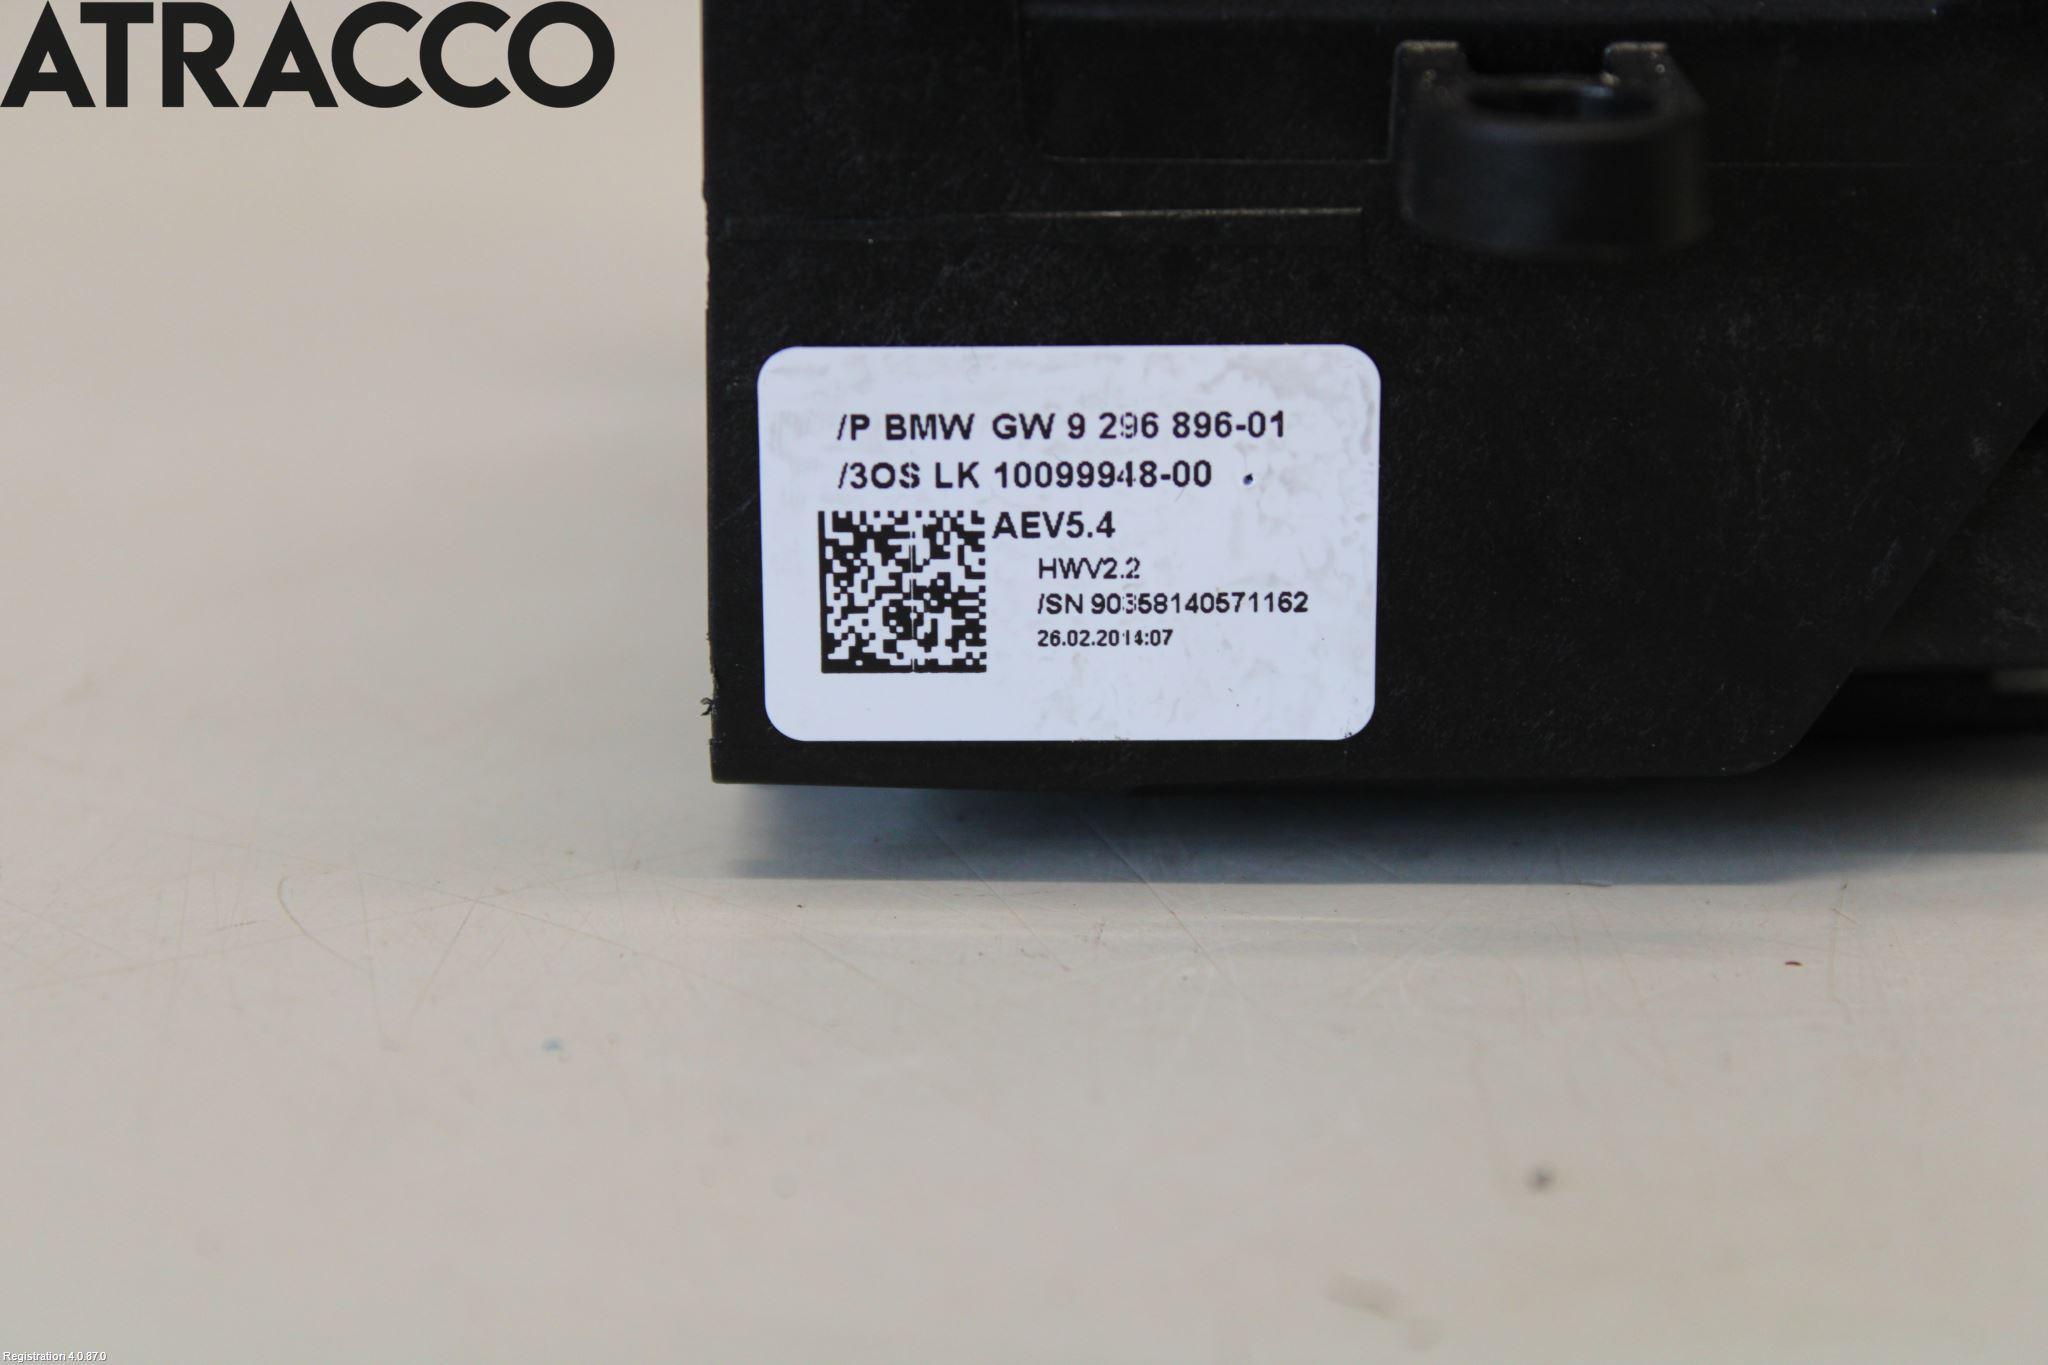 ATRACCO
/P BMW GW 9 296 896-01
/3OS LK 10099948-00
AEV5.4
HWV2.2
/SN 90358140571162
26.02.2014:07
Registration 4.0.87.0